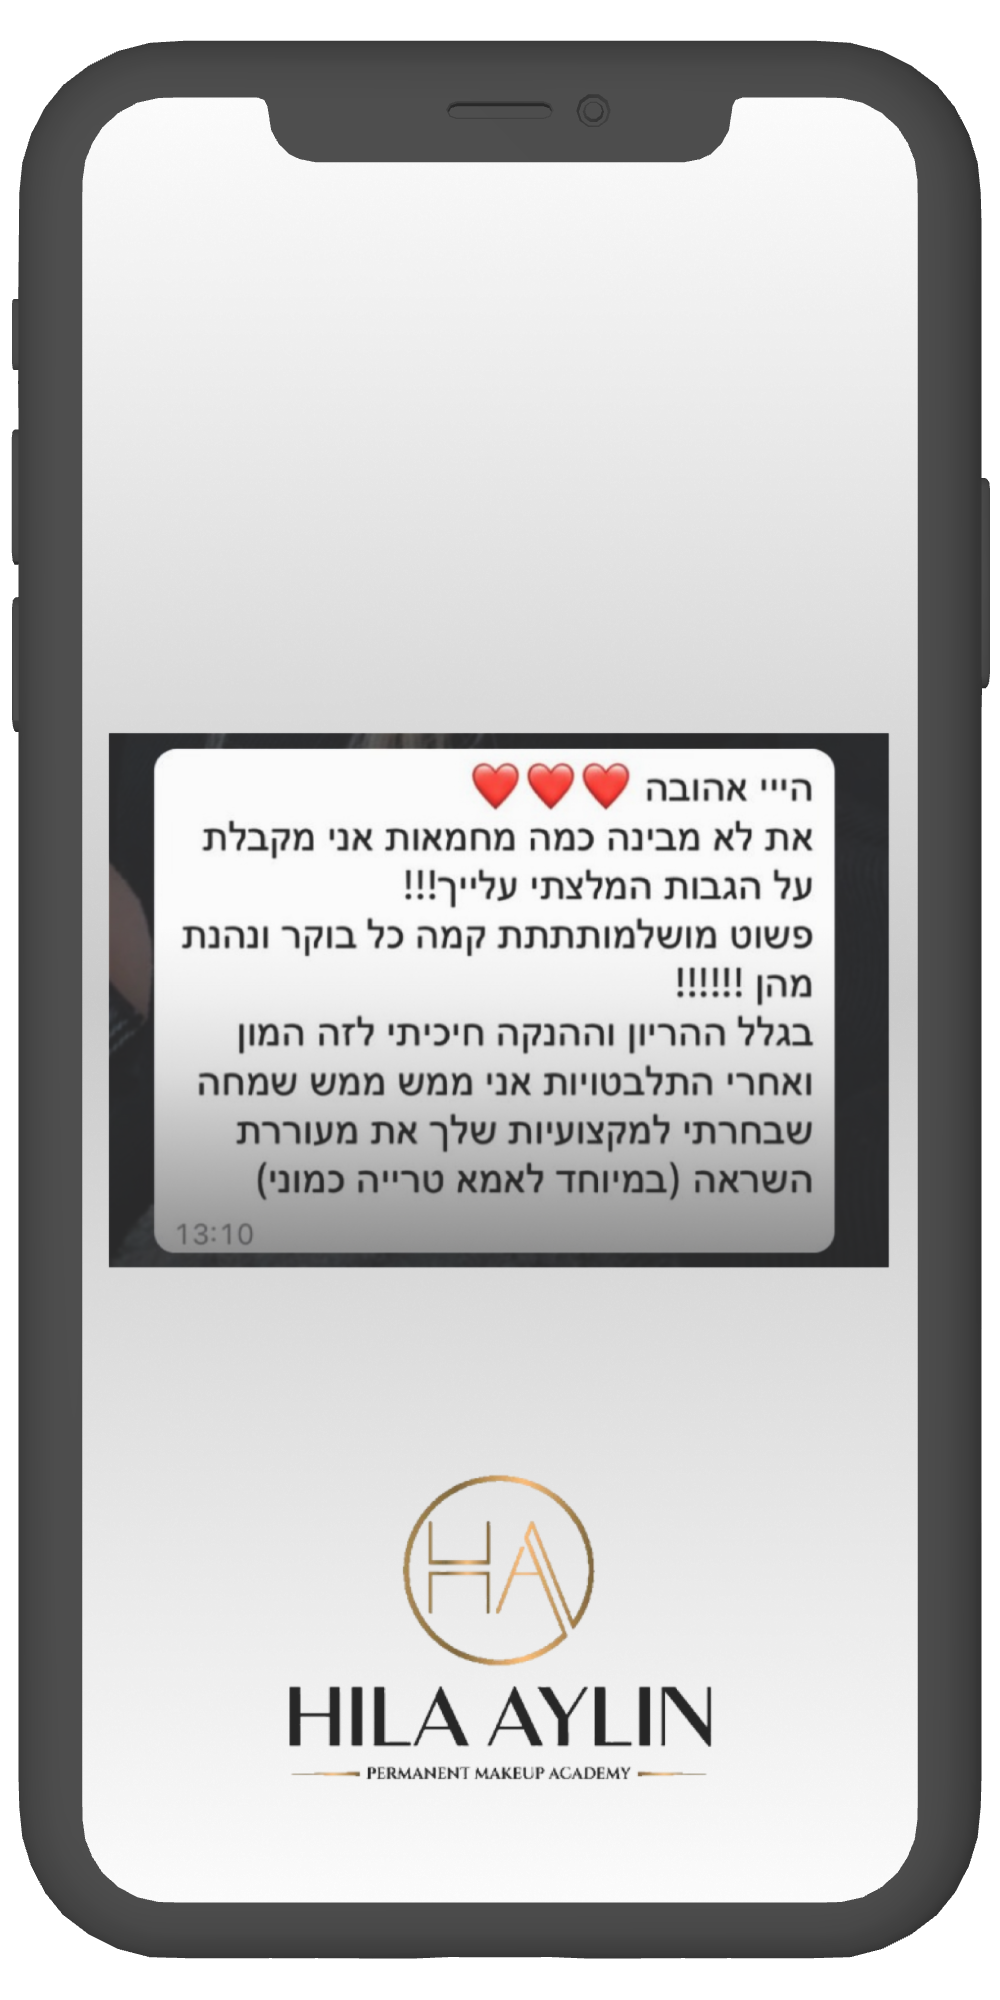 הייי אהובה ❤️❤️❤️
את לא מבינה כמה מחמאות אני מקבלת
על הגבות המלצתי עלייך!!!
פשוט מושלמותתתת קמה כל בוקר ונהנת
מהן !!!!!!
בגלל ההריון וההנקה חיכיתי לזה המון
ואחרי התלבטויות אני ממש ממש שמחה
שבחרתי למקצועיות שלך את מעוררת
השראה (במיוחד לאמא טרייה כמוני)
13:10
HA
HILA AYLIN
PERMANENT MAKEUP ACADEMY